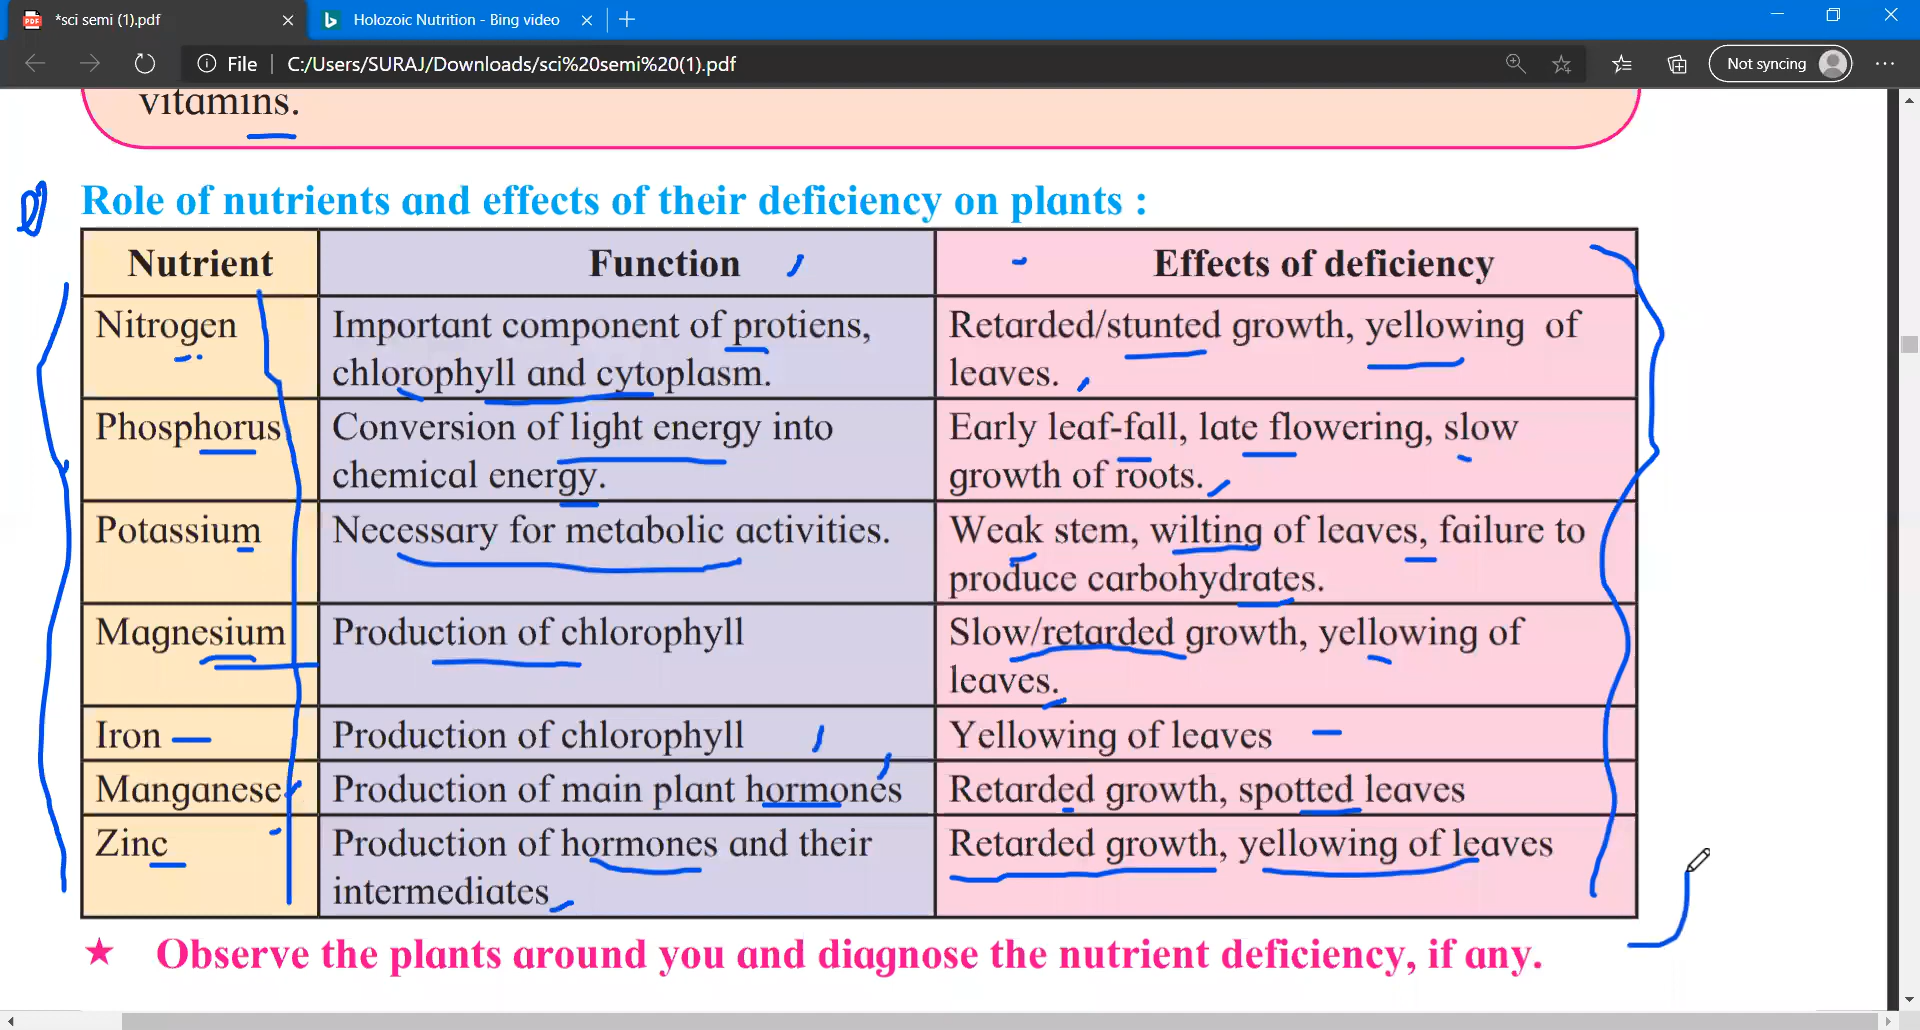 *sci semi (1).pdf
Holozoic Nutrition - Bing video
File
C:/Users/SURAJ/Downloads/sci%20semi%20(1).pdf
Not syncing
vitamins.
Role of nutrients and effects of their deficiency on plants :
Nutrient Function Effects of deficiency
Nitrogen
Important component of protiens,
chlorophyll and cytoplasm.
Retarded/stunted growth, yellowing of
leaves.
Phosphorus
Conversion of light energy into
chemical energy.
Early leaf-fall, late flowering, slow
growth of roots.
Potassium
Necessary for metabolic activities.
Weak stem, wilting of leaves, failure to
produce carbohydrates.
Magnesium
Production of chlorophyll
Slow/retarded growth, yellowing of
leaves.
Iron
Production of chlorophyll
Yellowing of leaves
Manganese
Production of main plant hormones
Retarded growth, spotted leaves
Zinc
Production of hormones and their
intermediates
Retarded growth, yellowing of leaves
★ Observe the plants around you and diagnose the nutrient deficiency, if any.